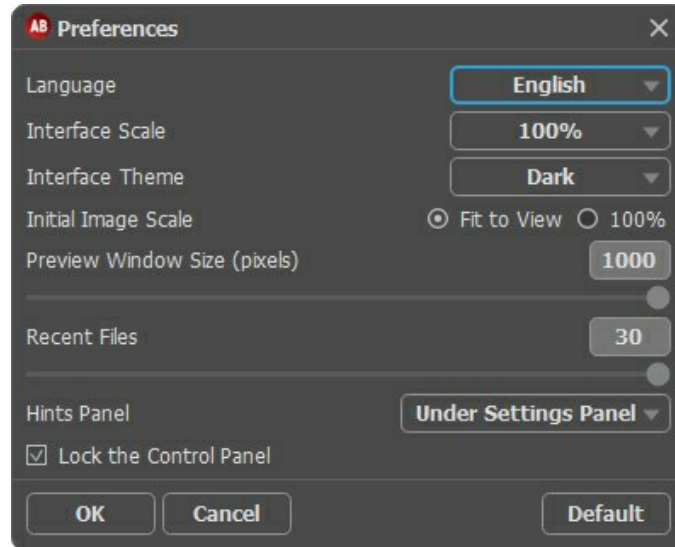 AB Preferences
Language English
Interface Scale 100%
Interface Theme Dark
Initial Image Scale Fit to View 100%
Preview Window Size (pixels) 1000
Recent Files 30
Hints Panel Under Settings Panel
Lock the Control Panel
OK Cancel Default